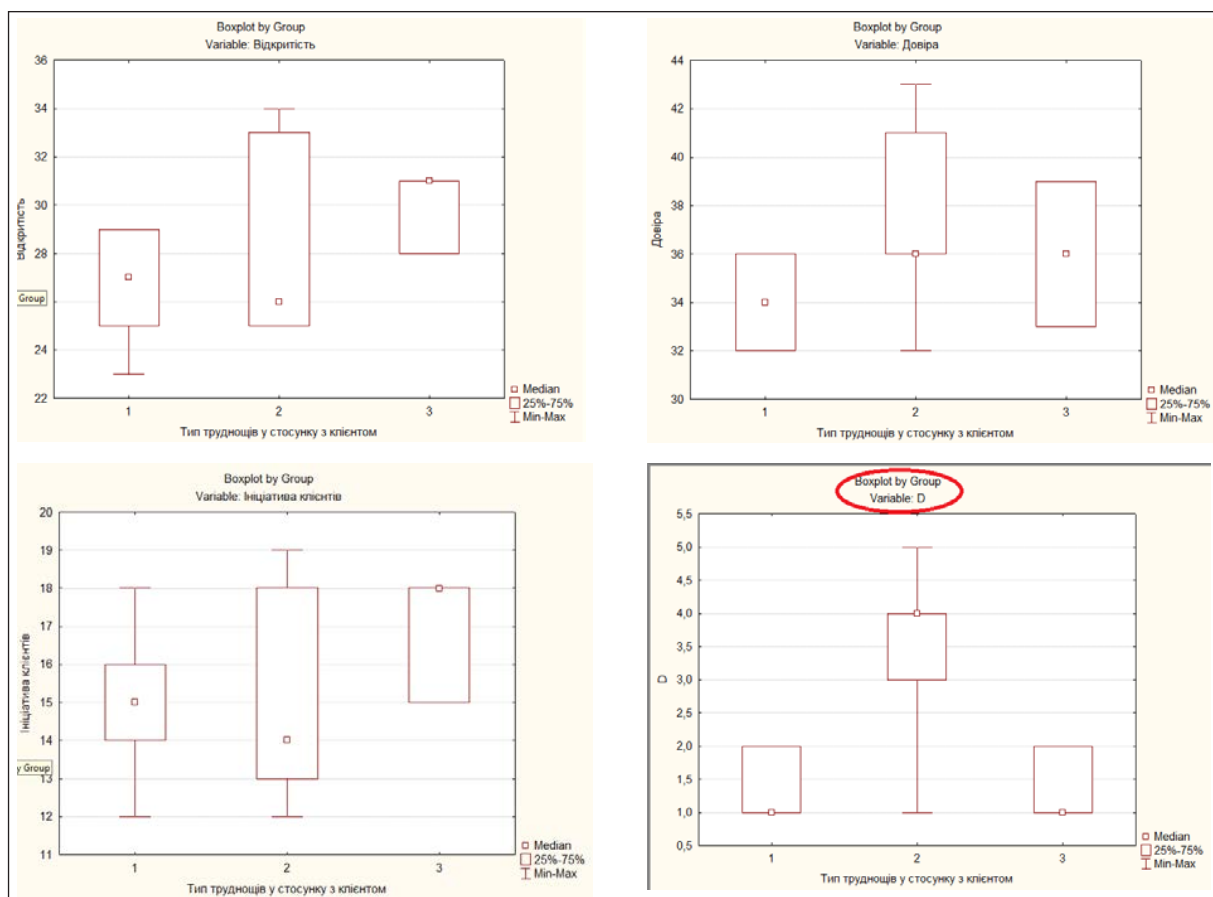 Boxplot by Group
Variable: Відкритість
36
34
32
30
28
26
24
22
Відкритість
Group
1
2
3
Median
25%-75%
Min-Max
Тип труднощів у стосунку з клієнтом
Boxplot by Group
Variable: Довіра
44
42
40
38
36
34
32
30
Довіра
1
2
3
Median
25%-75%
Min-Max
Тип труднощів у стосунку з клієнтом
Boxplot by Group
Variable: Ініціатива клієнтів
20
19
18
17
16
15
14
13
12
11
Ініціатива клієнтів
y Group
1
2
3
Median
25%-75%
Min-Max
Тип труднощів у стосунку з клієнтом
Boxplot by Group
Variable: D
5,5
5,0
4,5
4,0
3,5
3,0
2,5
2,0
1,5
1,0
0,5
D
1
2
3
Median
25%-75%
Min-Max
Тип труднощів у стосунку з клієнтом